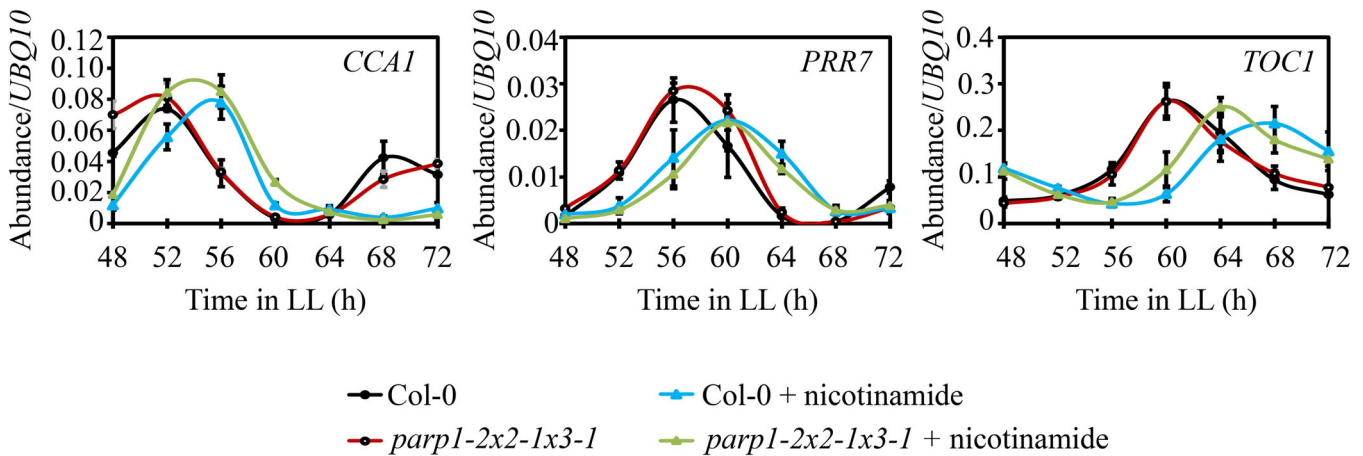 Abundance/UBQ10
0.12
0.10
0.08
0.06
0.04
0.02
0
CCA1
48 52 56 60 64 68 72
Time in LL (h)
Abundance/UBQ10
0.04
0.03
0.02
0.01
0
PRR7
48 52 56 60 64 68 72
Time in LL (h)
Abundance/UBQ10
0.4
0.3
0.2
0.1
0
TOC1
48 52 56 60 64 68 72
Time in LL (h)
Col-0
Col-0 + nicotinamide
parp1-2x2-1x3-1
parp1-2x2-1x3-1 + nicotinamide